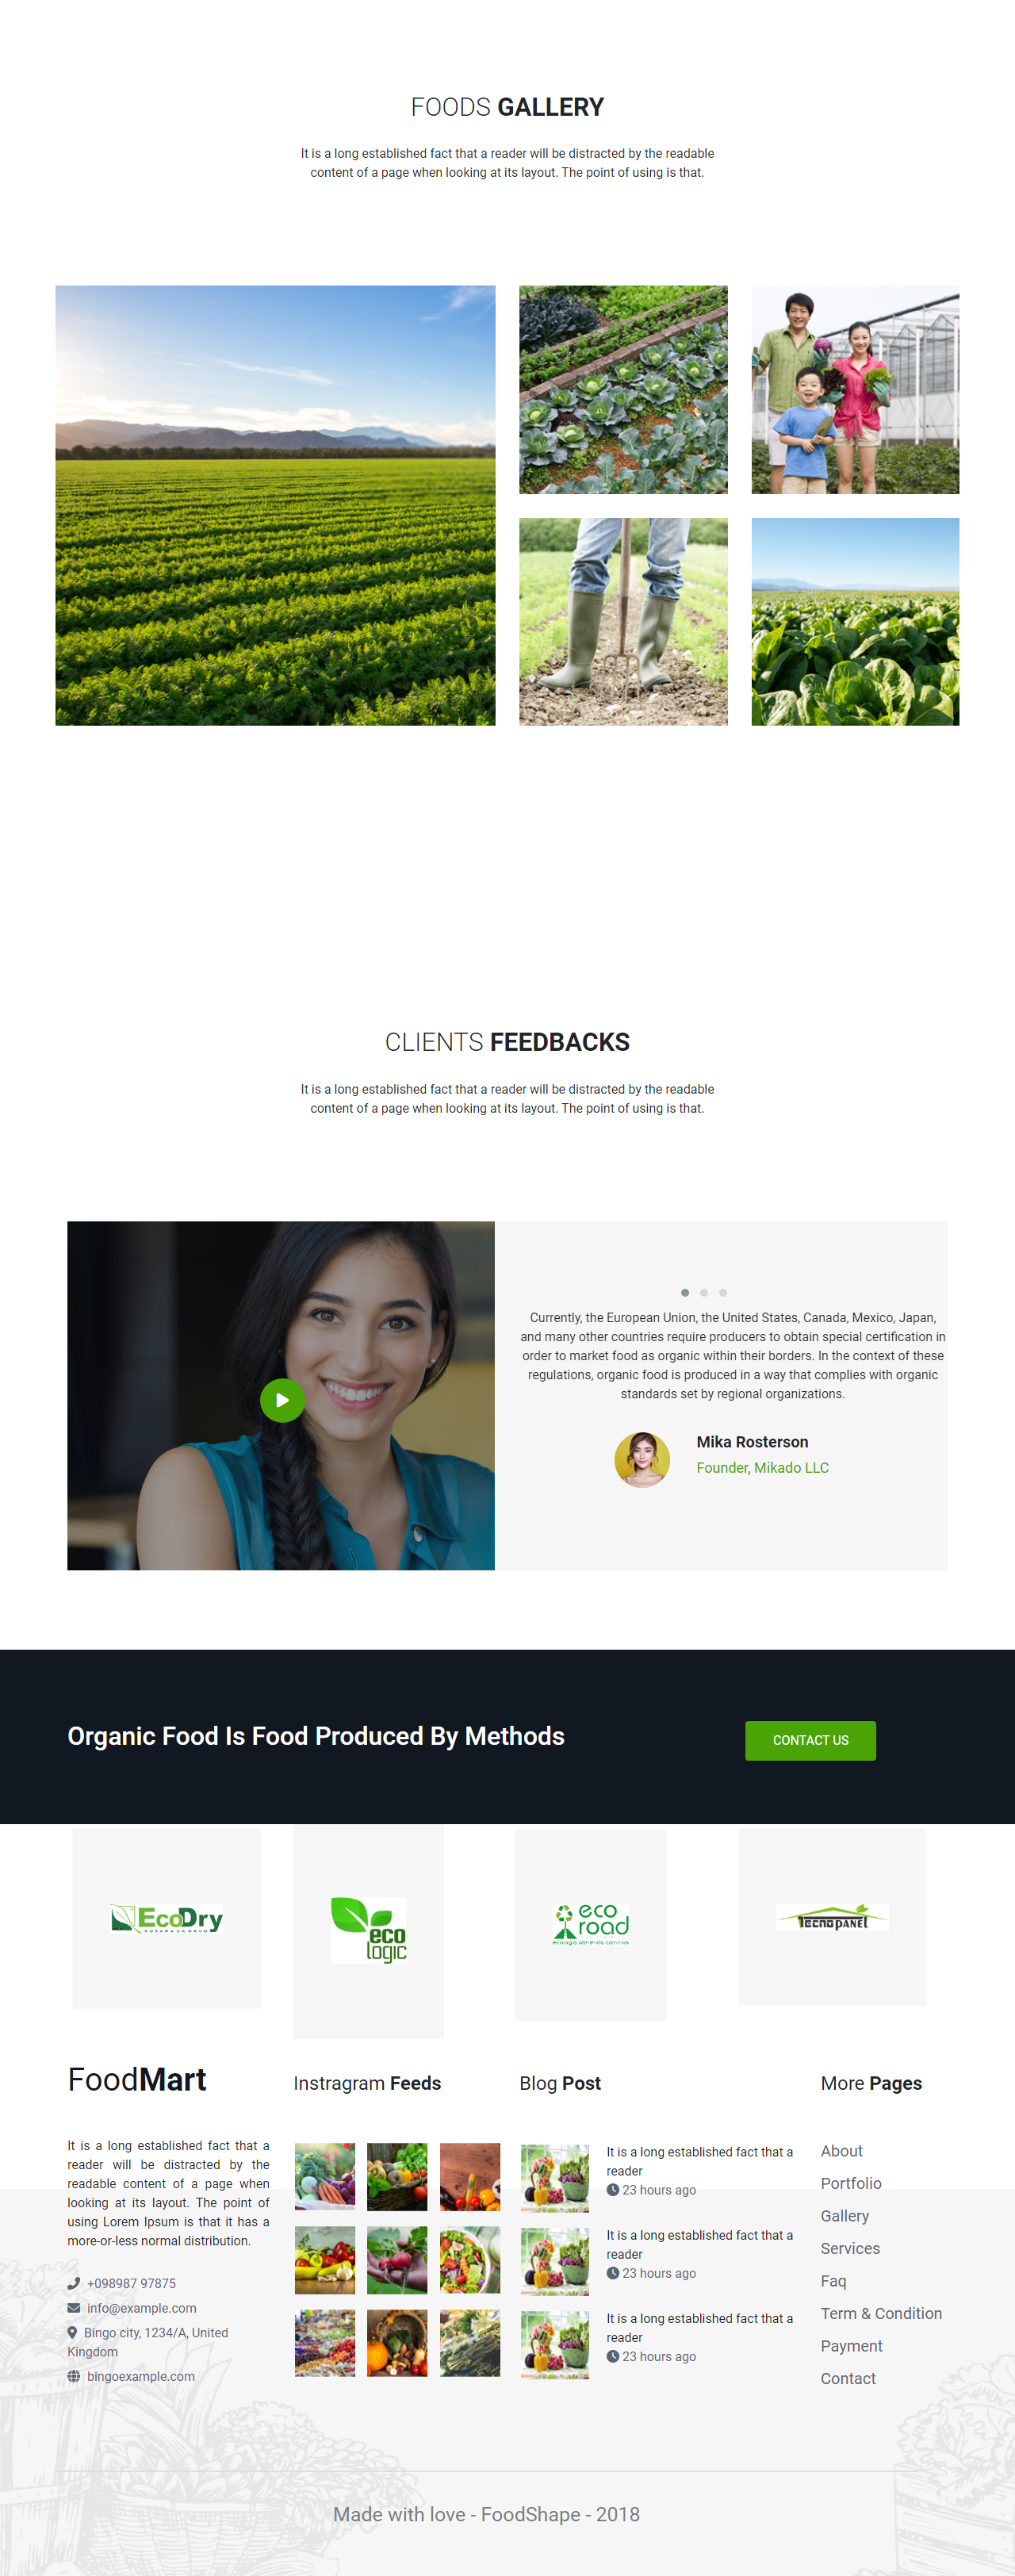 FOODS GALLERY
It is a long established fact that a reader will be distracted by the readable
content of a page when looking at its layout. The point of using is that.
CLIENTS FEEDBACKS
It is a long established fact that a reader will be distracted by the readable
content of a page when looking at its layout. The point of using is that.
Currently, the European Union, the United States, Canada, Mexico, Japan,
and many other countries require producers to obtain special certification in
order to market food as organic within their borders. In the context of these
regulations, organic food is produced in a way that complies with organic
standards set by regional organizations.
Mika Rosterson
Founder, Mikado LLC
Organic Food Is Food Produced By Methods
CONTACT US
EcoDry
eco
logic
eco
road
ecologia abriendo caminos
Tecnopanel
FoodMart
It is a long established fact that a
reader will be distracted by the
readable content of a page when
looking at its layout. The point of
using Lorem Ipsum is that it has a
more-or-less normal distribution.
+098987 97875
info@example.com
Bingo city, 1234/A, United
Kingdom
bingoexample.com
Instragram Feeds
Blog Post
It is a long established fact that a
reader
23 hours ago
It is a long established fact that a
reader
23 hours ago
It is a long established fact that a
reader
23 hours ago
More Pages
About
Portfolio
Gallery
Services
Faq
Term & Condition
Payment
Contact
Made with love - FoodShape - 2018